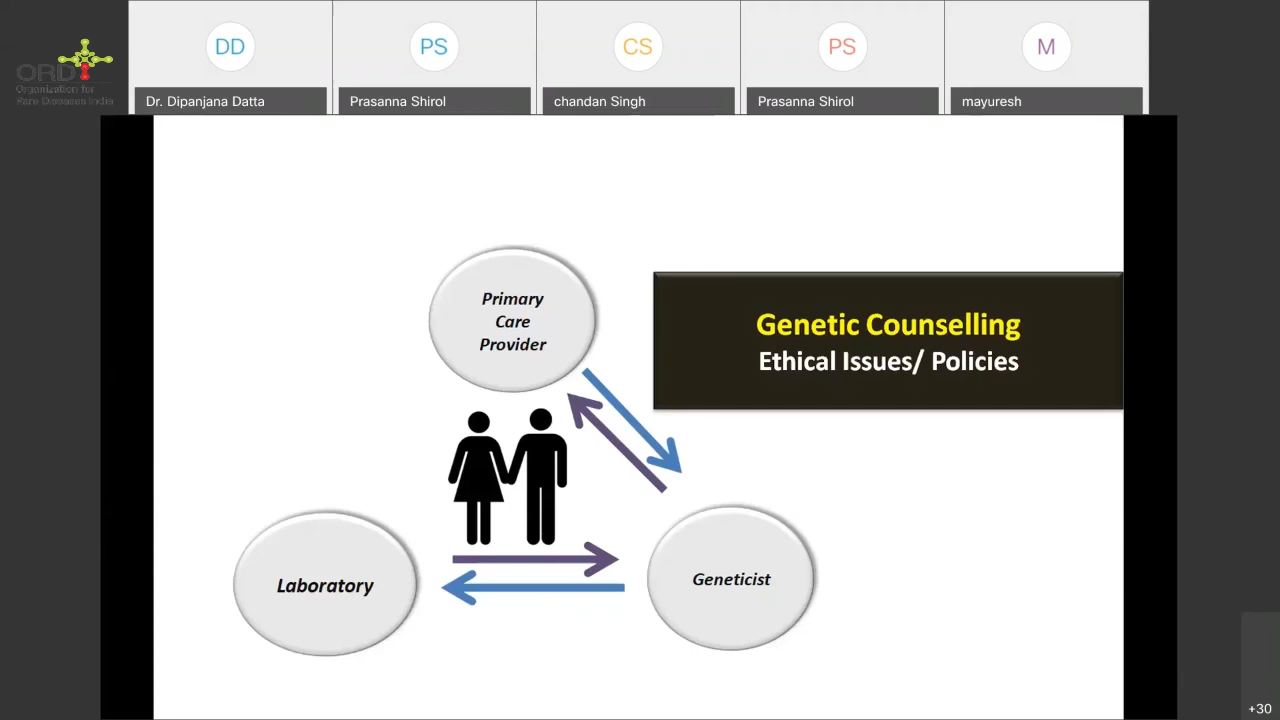 ORDI
Organization for
Rare Diseases India
DD
PS
CS
PS
M
Dr. Dipanjana Datta
Prasanna Shirol
chandan Singh
Prasanna Shirol
mayuresh
Primary
Care
Provider
Genetic Counselling
Ethical Issues/ Policies
Laboratory
Geneticist
+30